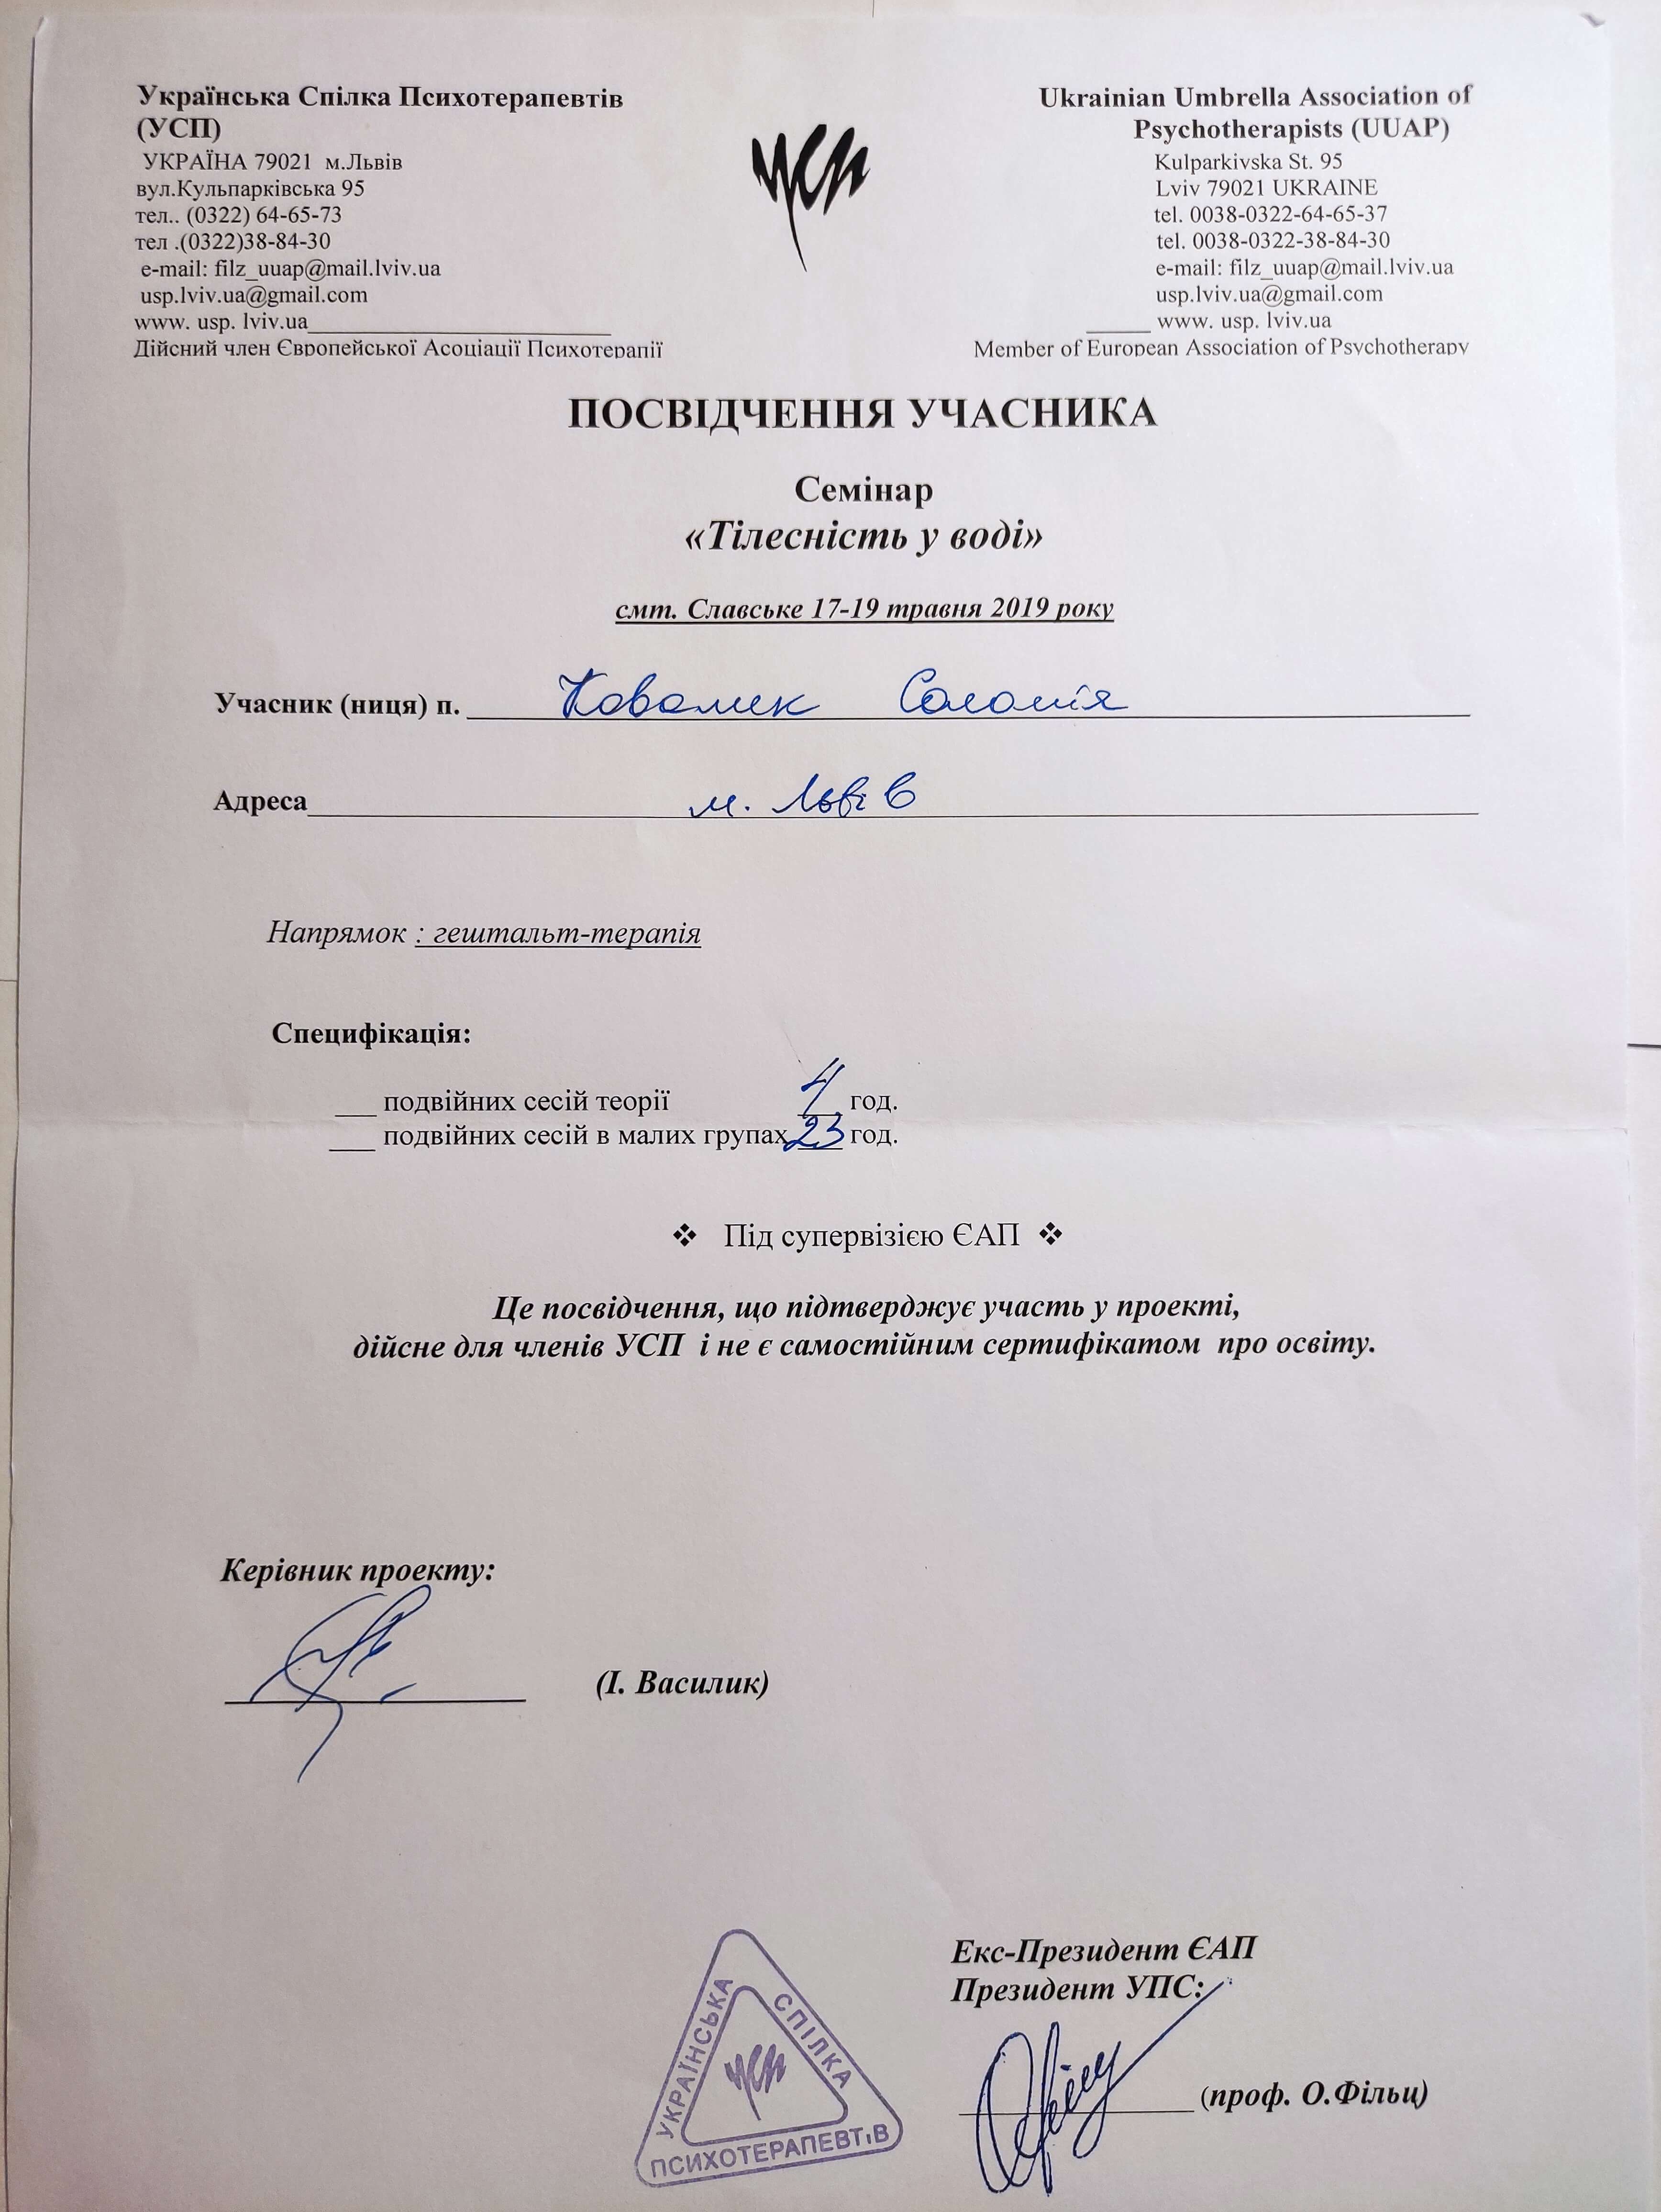 Українська Спілка Психотерапевтів
(УСП)
УКРАЇНА 79021 м.Львів
вул.Кульпарківська 95
тел.. (0322) 64-65-73
тел .(0322)38-84-30
e-mail: filz_uuap@mail.lviv.ua
usp.lviv.ua@gmail.com
www. usp. lviv.ua
Дійсний член Європейської Асоціації Психотерапії
усп
Ukrainian Umbrella Association of
Psychotherapists (UUAP)
Kulparkivska St. 95
Lviv 79021 UKRAINE
tel. 0038-0322-64-65-37
tel. 0038-0322-38-84-30
e-mail: filz_uuap@mail.lviv.ua
usp.lviv.ua@gmail.com
www. usp. lviv.ua
Member of European Association of Psychotherapy
ПОСВІДЧЕННЯ УЧАСНИКА
Семінар
«Тілесність у воді»
смт. Славське 17-19 травня 2019 року
Учасник (ниця) п. Ковалик Соломія
Адреса м. Львів
Напрямок : гештальт-терапія
Специфікація:
___ подвійних сесій теорії 4 год.
___ подвійних сесій в малих групах 23 год.
❖ Під супервізією ЄАП ❖
Це посвідчення, що підтверджує участь у проекті,
дійсне для членів УСП і не є самостійним сертифікатом про освіту.
Керівник проекту:
(І. Василик)
Екс-Президент ЄАП
Президент УПС:
(проф. О.Фільц)
УКРАЇНСЬКА
СПІЛКА
ПСИХОТЕРАПЕВТІВ
усп